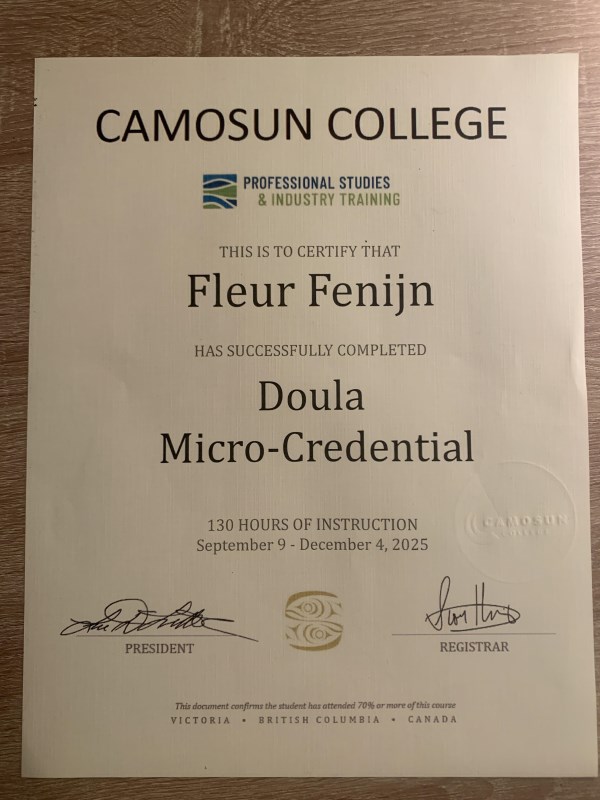 CAMOSUN COLLEGE
PROFESSIONAL STUDIES
& INDUSTRY TRAINING
THIS IS TO CERTIFY THAT
Fleur Fenijn
HAS SUCCESSFULLY COMPLETED
Doula
Micro-Credential
CAMOSUN
COLLEGE
130 HOURS OF INSTRUCTION
September 9 - December 4, 2025
PRESIDENT
REGISTRAR
This document confirms the student has attended 70% or more of this course
VICTORIA • BRITISH COLUMBIA • CANADA